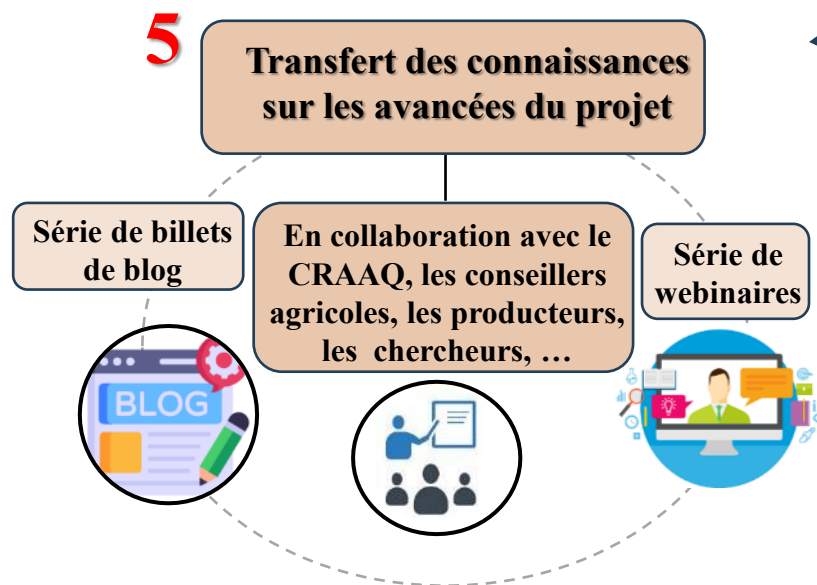 5
Transfert des connaissances
sur les avancées du projet
Série de billets
de blog
En collaboration avec le
CRAAQ, les conseillers
agricoles, les producteurs,
les chercheurs, ...
Série de
webinaires
BLOG